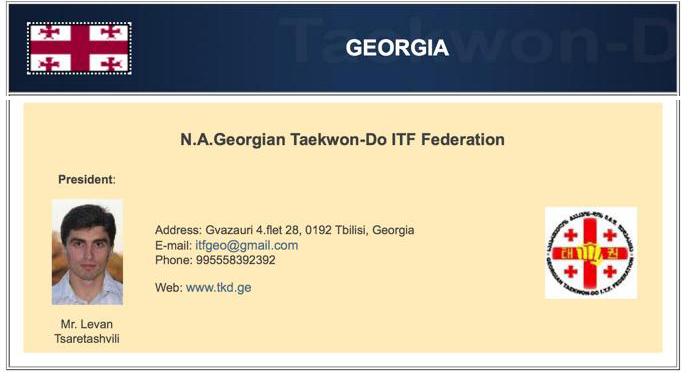 GEORGIA
Taekwon-D
N.A.Georgian Taekwon-Do ITF Federation
President:
Address: Gvazauri 4.flet 28, 0192 Tbilisi, Georgia
E-mail: itfgeo@gmail.com
Phone: 995558392392
Web: www.tkd.ge
Mr. Levan
Tsaretashvili
태 권
GEORGIAN TAEKWON-DO I.T.F. FEDERATION